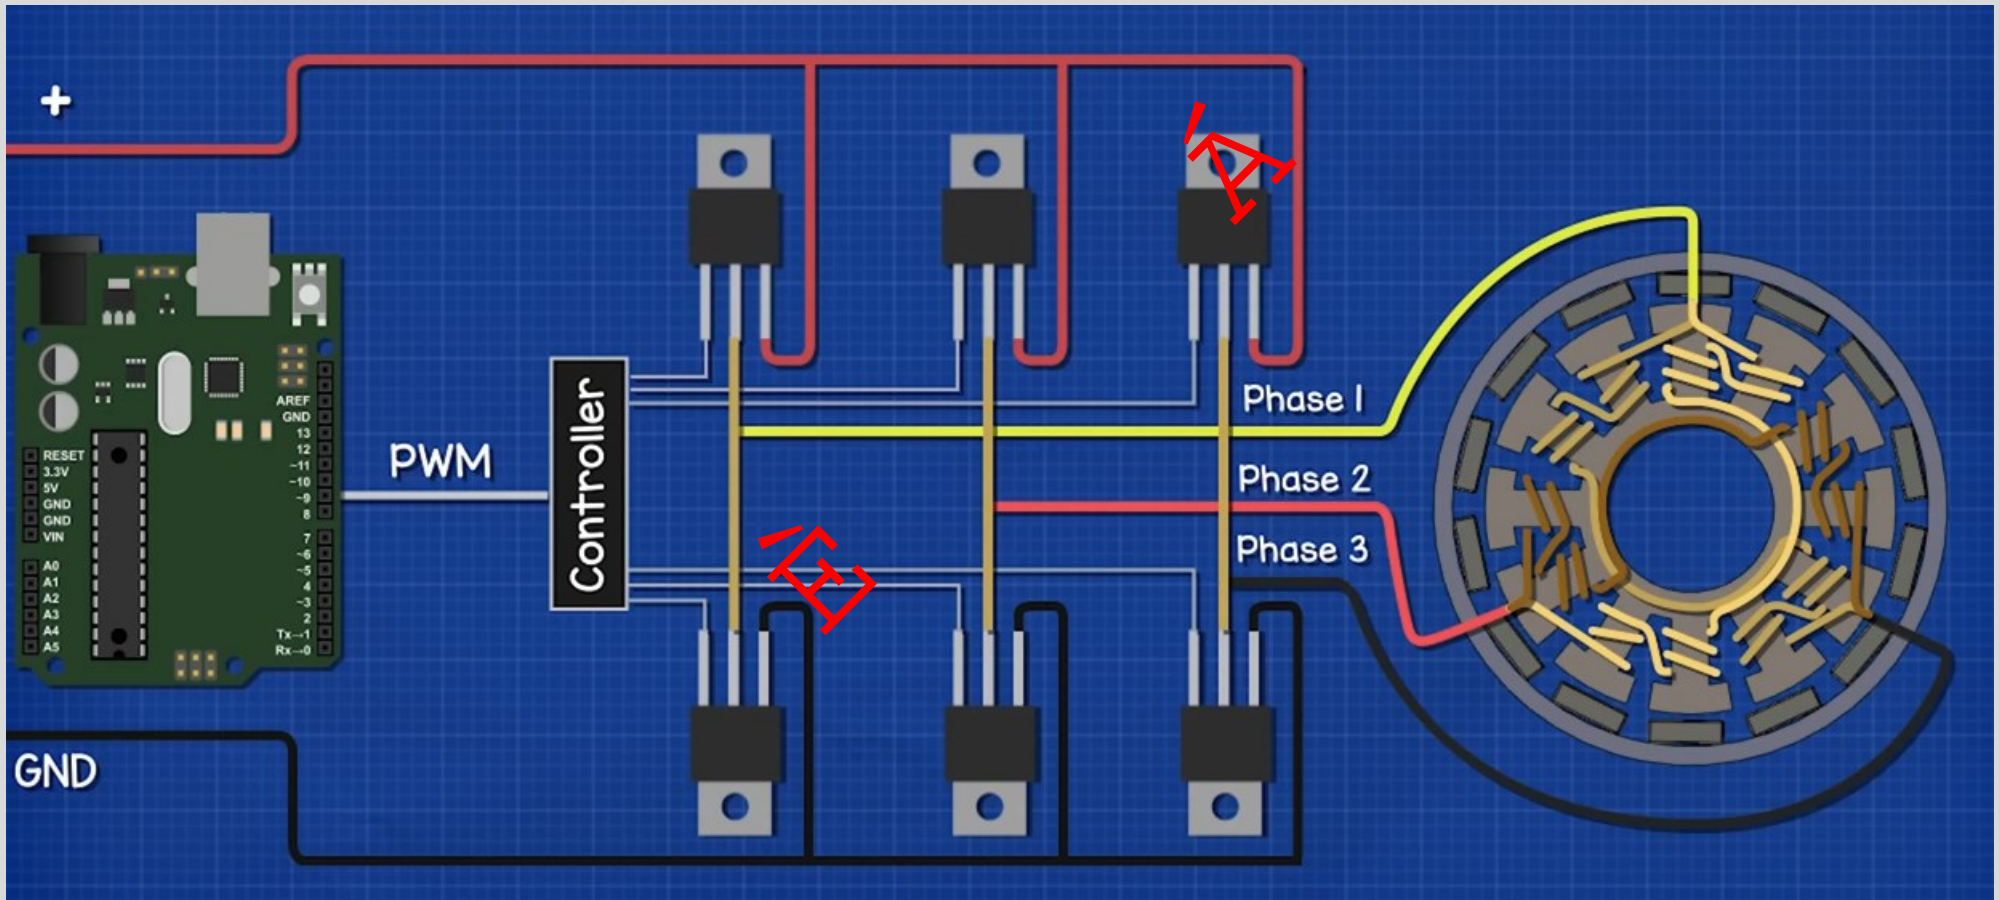 +
PWM
Controller
Phase 1
Phase 2
Phase 3
GND
AREF
GND
13
12
~11
~10
~9
8
7
~6
~5
4
~3
2
Tx→1
Rx→0
RESET
3.3V
5V
GND
GND
VIN
A0
A1
A2
A3
A4
A5
'A
'E